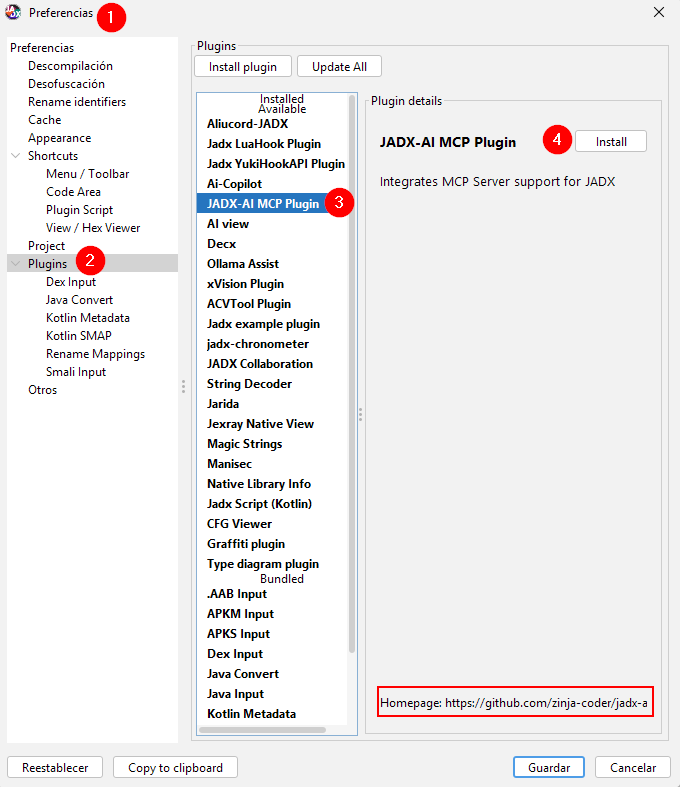 Preferencias
1
Preferencias
Descompilación
Desofuscación
Rename identifiers
Cache
Appearance
Shortcuts
Menu / Toolbar
Code Area
Plugin Script
View / Hex Viewer
Project
Plugins
2
Dex Input
Java Convert
Kotlin Metadata
Kotlin SMAP
Rename Mappings
Smali Input
Otros
Plugins
Install plugin
Update All
Installed
Available
Aliucord-JADX
Jadx LuaHook Plugin
Jadx YukiHookAPI Plugin
Ai-Copilot
JADX-AI MCP Plugin
3
AI view
Decx
Ollama Assist
xVision Plugin
ACVTool Plugin
Jadx example plugin
jadx-chronometer
JADX Collaboration
String Decoder
Jarida
Jexray Native View
Magic Strings
Manisec
Native Library Info
Jadx Script (Kotlin)
CFG Viewer
Graffiti plugin
Type diagram plugin
Bundled
.AAB Input
APKM Input
APKS Input
Dex Input
Java Convert
Java Input
Kotlin Metadata
Plugin details
JADX-AI MCP Plugin
4
Install
Integrates MCP Server support for JADX
Homepage: https://github.com/zinja-coder/jadx-a
Reestablecer
Copy to clipboard
Guardar
Cancelar